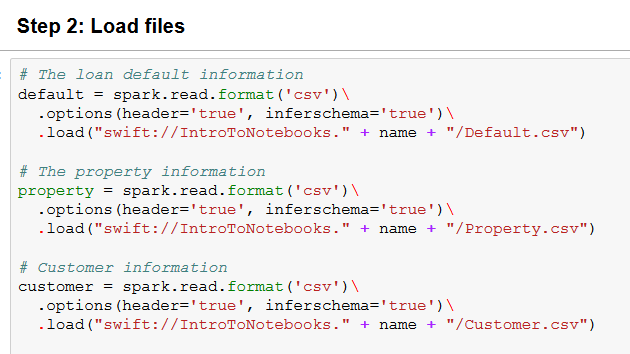 Step 2: Load files
# The loan default information
default = spark.read.format('csv')\
  .options(header='true', inferschema='true')\
  .load("swift://IntroToNotebooks." + name + "/Default.csv")
# The property information
property = spark.read.format('csv')\
  .options(header='true', inferschema='true')\
  .load("swift://IntroToNotebooks." + name + "/Property.csv")
# Customer information
customer = spark.read.format('csv')\
  .options(header='true', inferschema='true')\
  .load("swift://IntroToNotebooks." + name + "/Customer.csv")